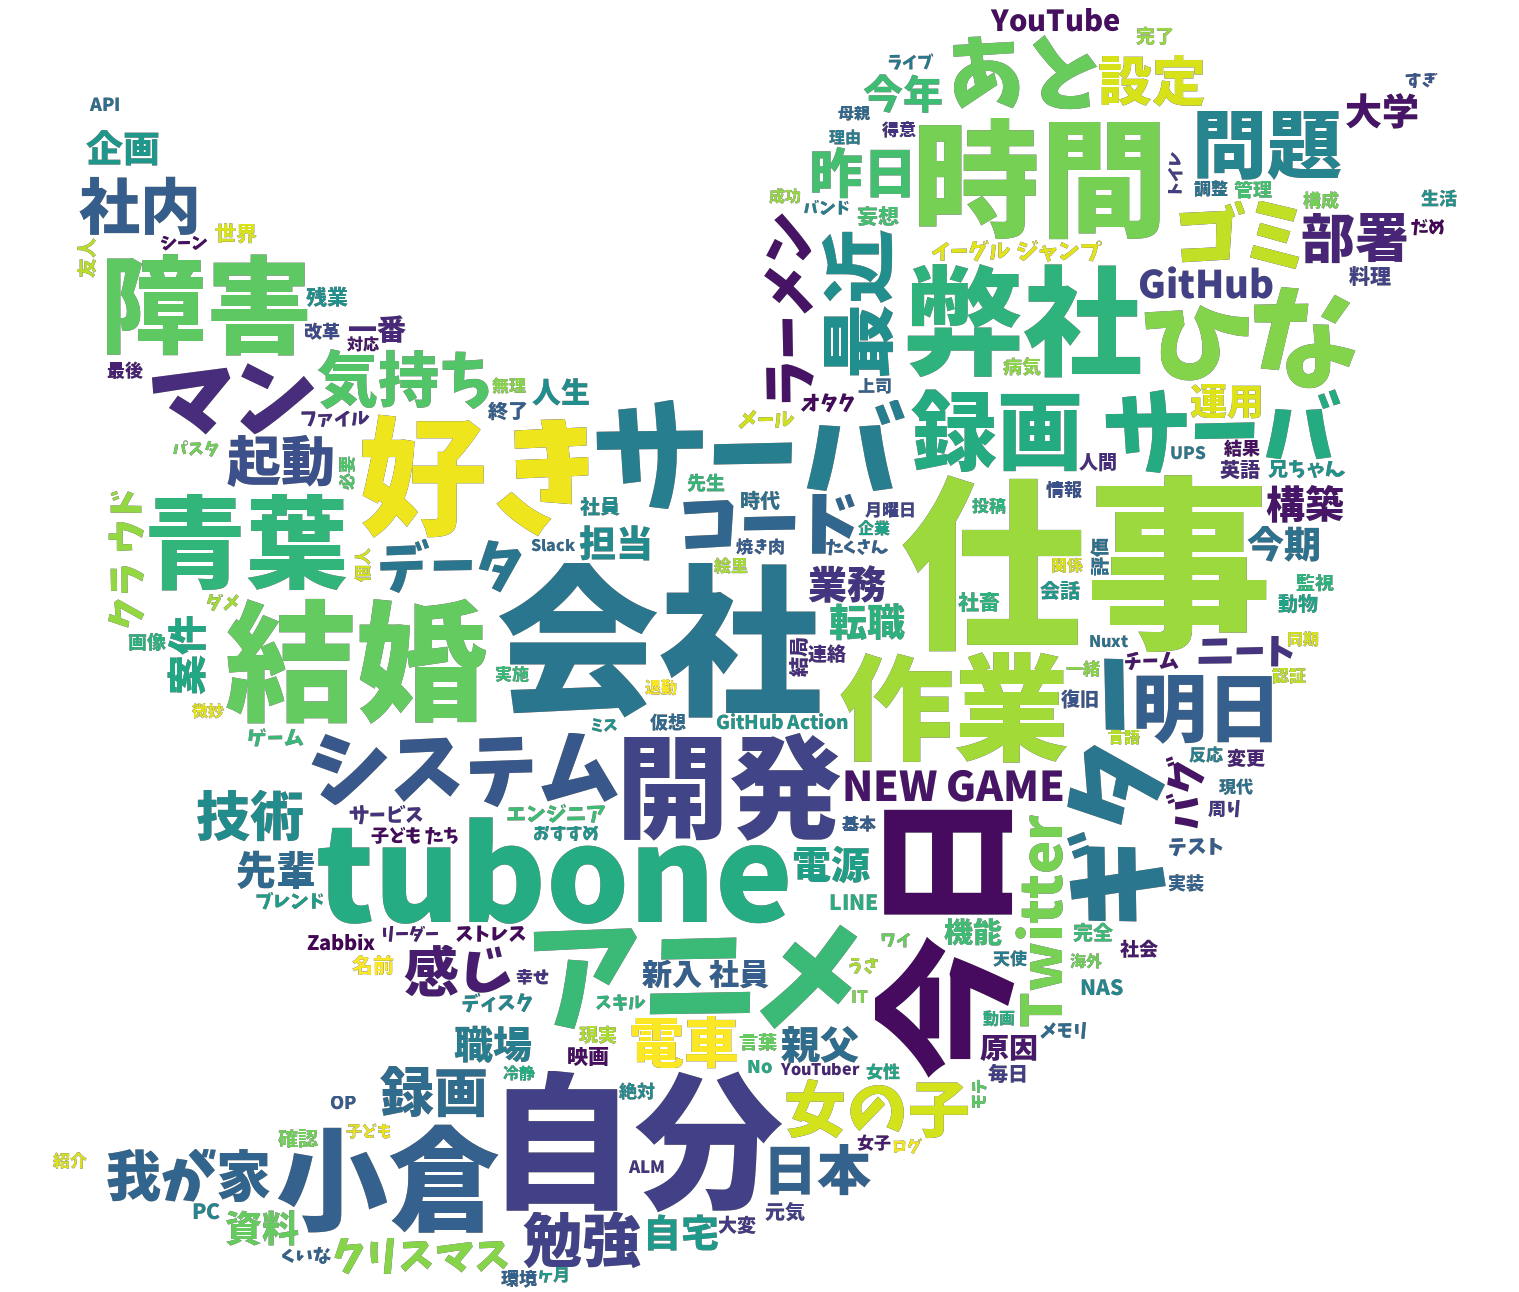 YouTube
完了
ライブ
あと
設定
今年
すぎ
API
大学
母親
得意
時間
問題
理由
企画
昨日
トイレ
調整
管理
社内
成功
バンド
妄想
構成
生活
ゴミ
部署
だめ
シーン
世界
友人
ラーメン
最近
イーグル ジャンプ
料理
障害
弊社
GitHub
ひな
残業
改革
一番
対応
最後
マン
気持ち
無理
人生
病気
上司
オタク
終了
ファイル
メール
録画
サーバ
運用
好き
サーバ
パスタ
起動
必要
人間
UPS
結果
英語
兄ちゃん
先生
クラウド
青葉
社員
コード
時代
月曜日
投稿
情報
構築
企業
仕事
データ
Slack
担当
焼き肉
たくさん
評価
今期
個人
絵里
関係
会社
業務
監視
ダメ
結婚
転職
社畜
会話
動物
画像
案件
結局
連絡
Nuxt
ニート
同期
チーム
実施
退勤
作業
一緒
認証
微妙
ミス
仮想
GitHub Action
復旧
明日
ゲーム
言語
システム
開発
反応
変更
NEW GAME
ギター
バグ
現代
技術
サービス
エンジニア
周り
子ども たち
おすすめ
基本
今日
Twitter
テスト
先輩
tubone
電源
実装
ブレンド
LINE
Zabbix
リーダー
ストレス
アニメ
ワイ
機能
完全
社会
名前
感じ
幸せ
新入 社員
うさ
天使
海外
ディスク
スキル
IT
NAS
動画
メモリ
職場
現実
電車
言葉
親父
原因
映画
冷静
No
YouTuber
女性
毎日
録画
自分
絶対
女の子
モテ
OP
確認
子ども
小倉
女子
ログ
紹介
我が家
ALM
日本
PC
資料
勉強
自宅
大変
元気
くいな
クリスマス
環境
ケ月